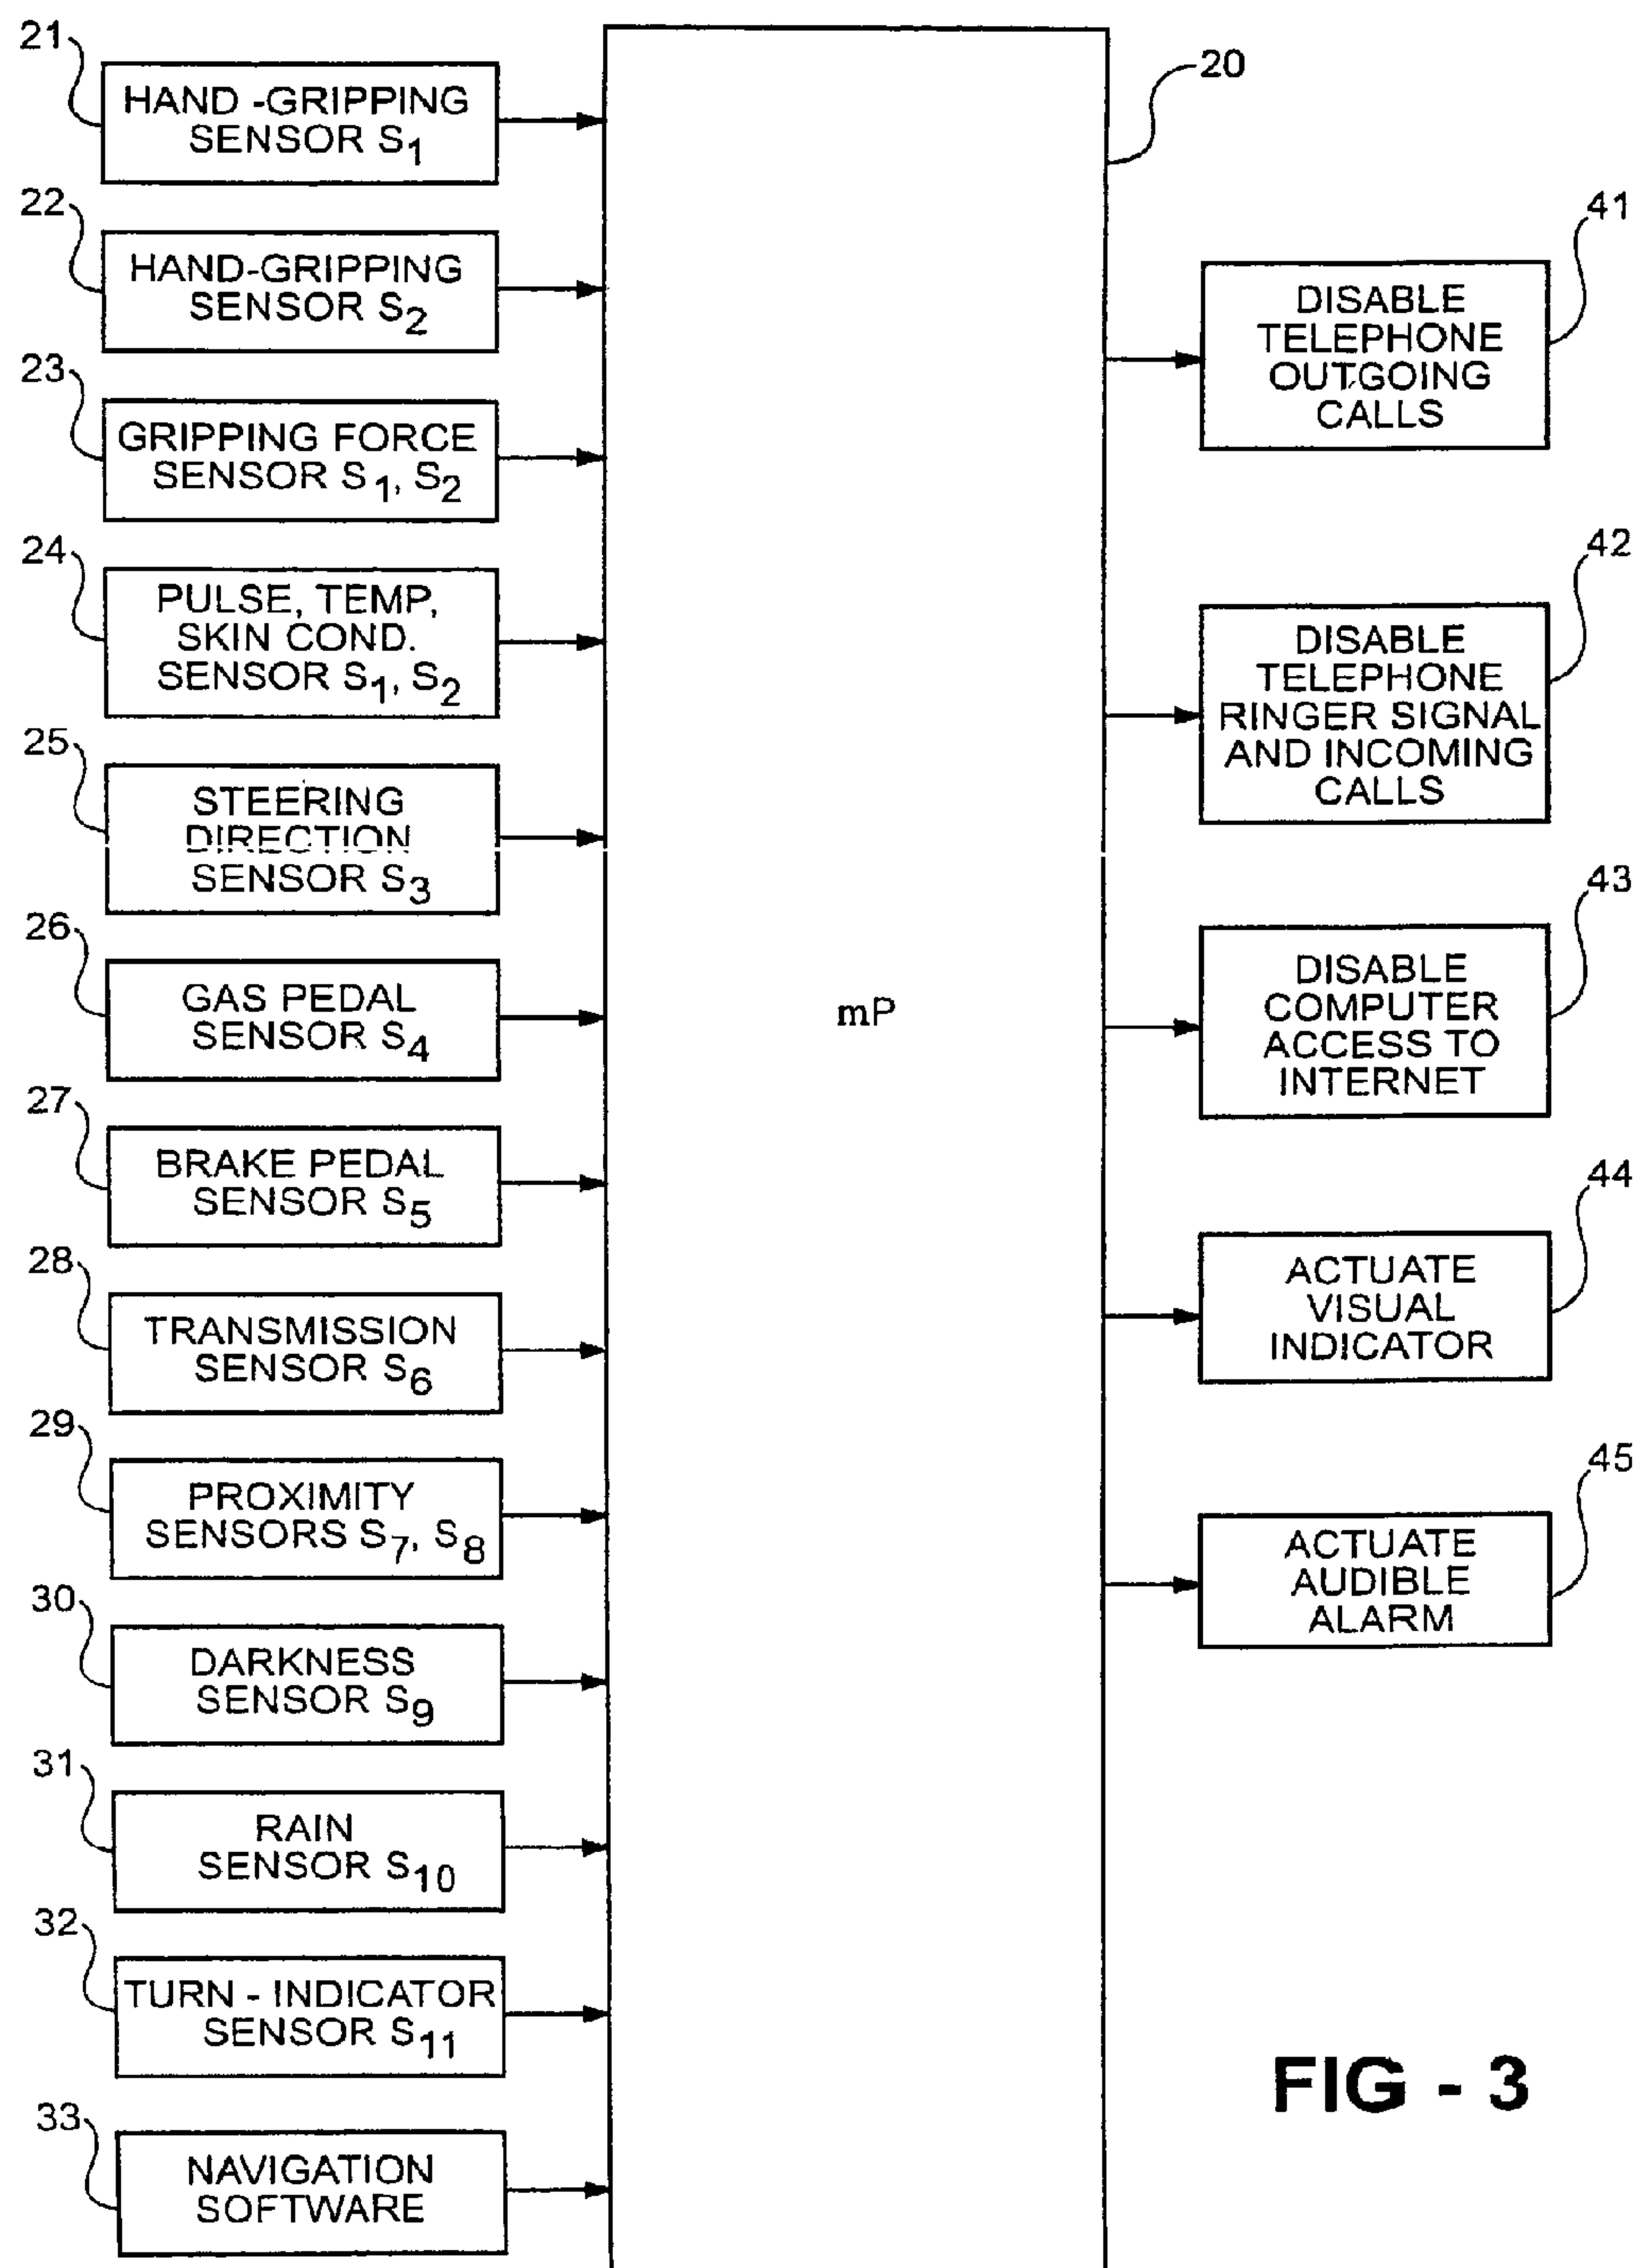 21
HAND -GRIPPING
SENSOR S1
22
HAND-GRIPPING
SENSOR S2
23
GRIPPING FORCE
SENSOR S1, S2
24
PULSE, TEMP,
SKIN COND.
SENSOR S1, S2
25
STEERING
DIRECTION
SENSOR S3
26
GAS PEDAL
SENSOR S4
27
BRAKE PEDAL
SENSOR S5
28
TRANSMISSION
SENSOR S6
29
PROXIMITY
SENSORS S7, S8
30
DARKNESS
SENSOR S9
31
RAIN
SENSOR S10
32
TURN - INDICATOR
SENSOR S11
33
NAVIGATION
SOFTWARE
20
mP
41
DISABLE
TELEPHONE
OUTGOING
CALLS
42
DISABLE
TELEPHONE
RINGER SIGNAL
AND INCOMING
CALLS
43
DISABLE
COMPUTER
ACCESS TO
INTERNET
44
ACTUATE
VISUAL
INDICATOR
45
ACTUATE
AUDIBLE
ALARM
FIG - 3